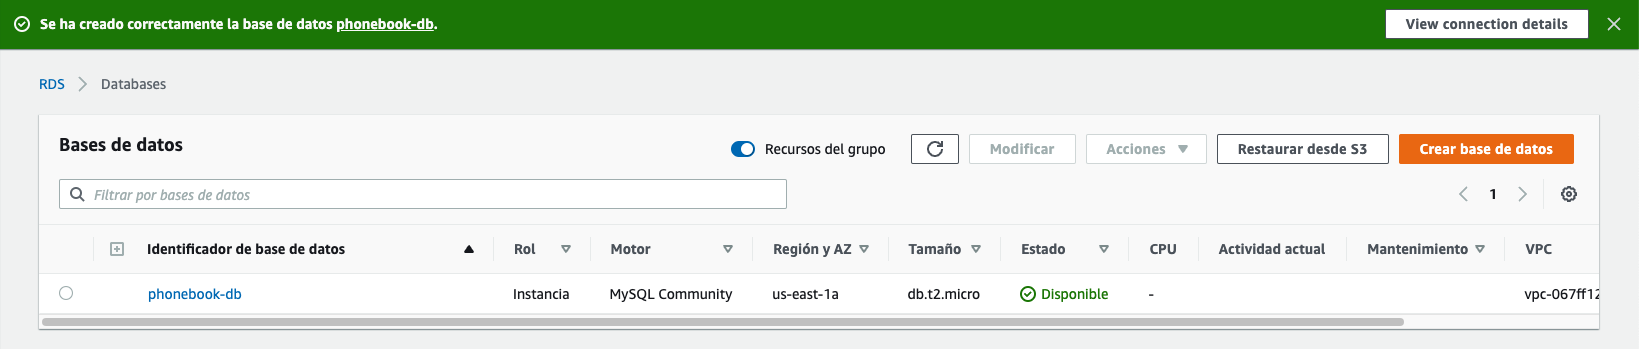 Se ha creado correctamente la base de datos phonebook-db.
View connection details
RDS
Databases
Bases de datos
Recursos del grupo
Modificar
Acciones
Restaurar desde S3
Crear base de datos
Filtrar por bases de datos
1
Identificador de base de datos
Rol
Motor
Región y AZ
Tamaño
Estado
CPU
Actividad actual
Mantenimiento
VPC
phonebook-db
Instancia
MySQL Community
us-east-1a
db.t2.micro
Disponible
-
vpc-067ff12